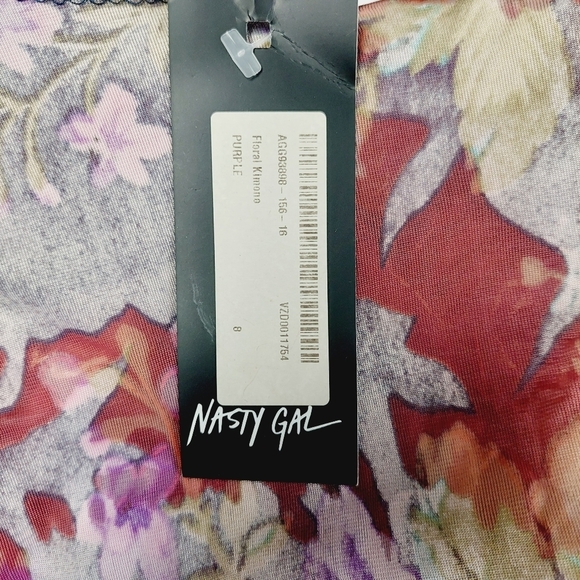 AGG93898-156-16
VZD0011754
Floral Kimono
PURPLE
8
NASTY GAL